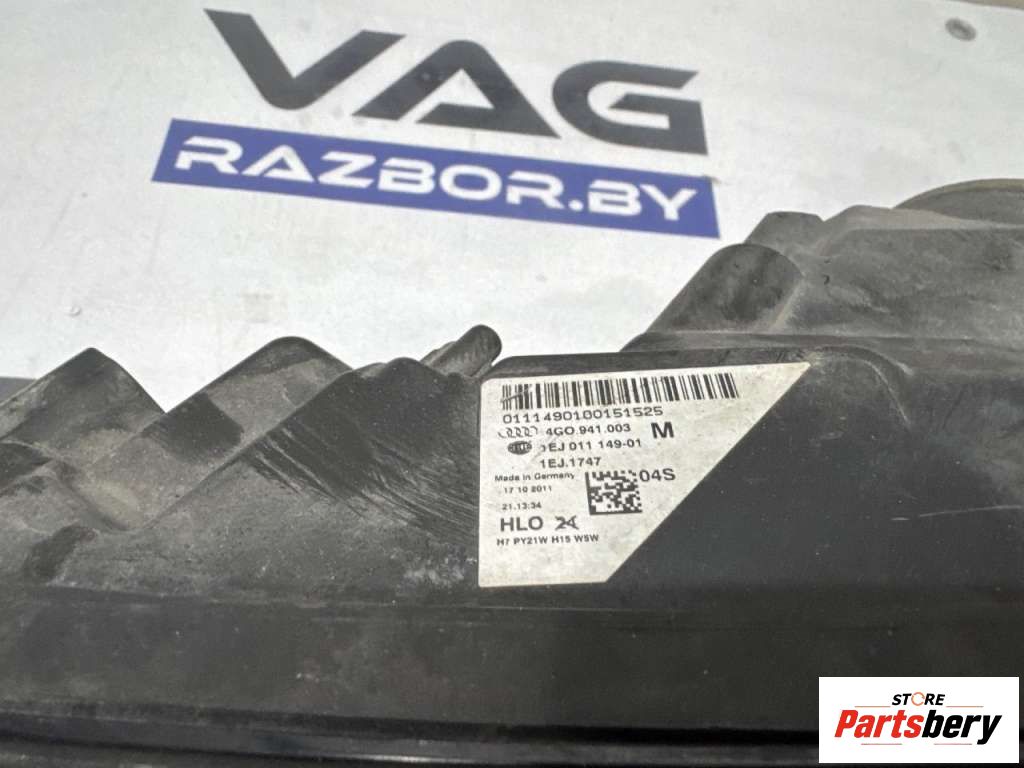 VAG
RAZBOR.BY
0111490100151525
4G0.941.003 M
1EJ 011 149-01
1EJ.1747
Made in Germany
17 10 2011
04S
21.13:34
HLO
H7 PY21W H15 W5W
STORE
Partsbery